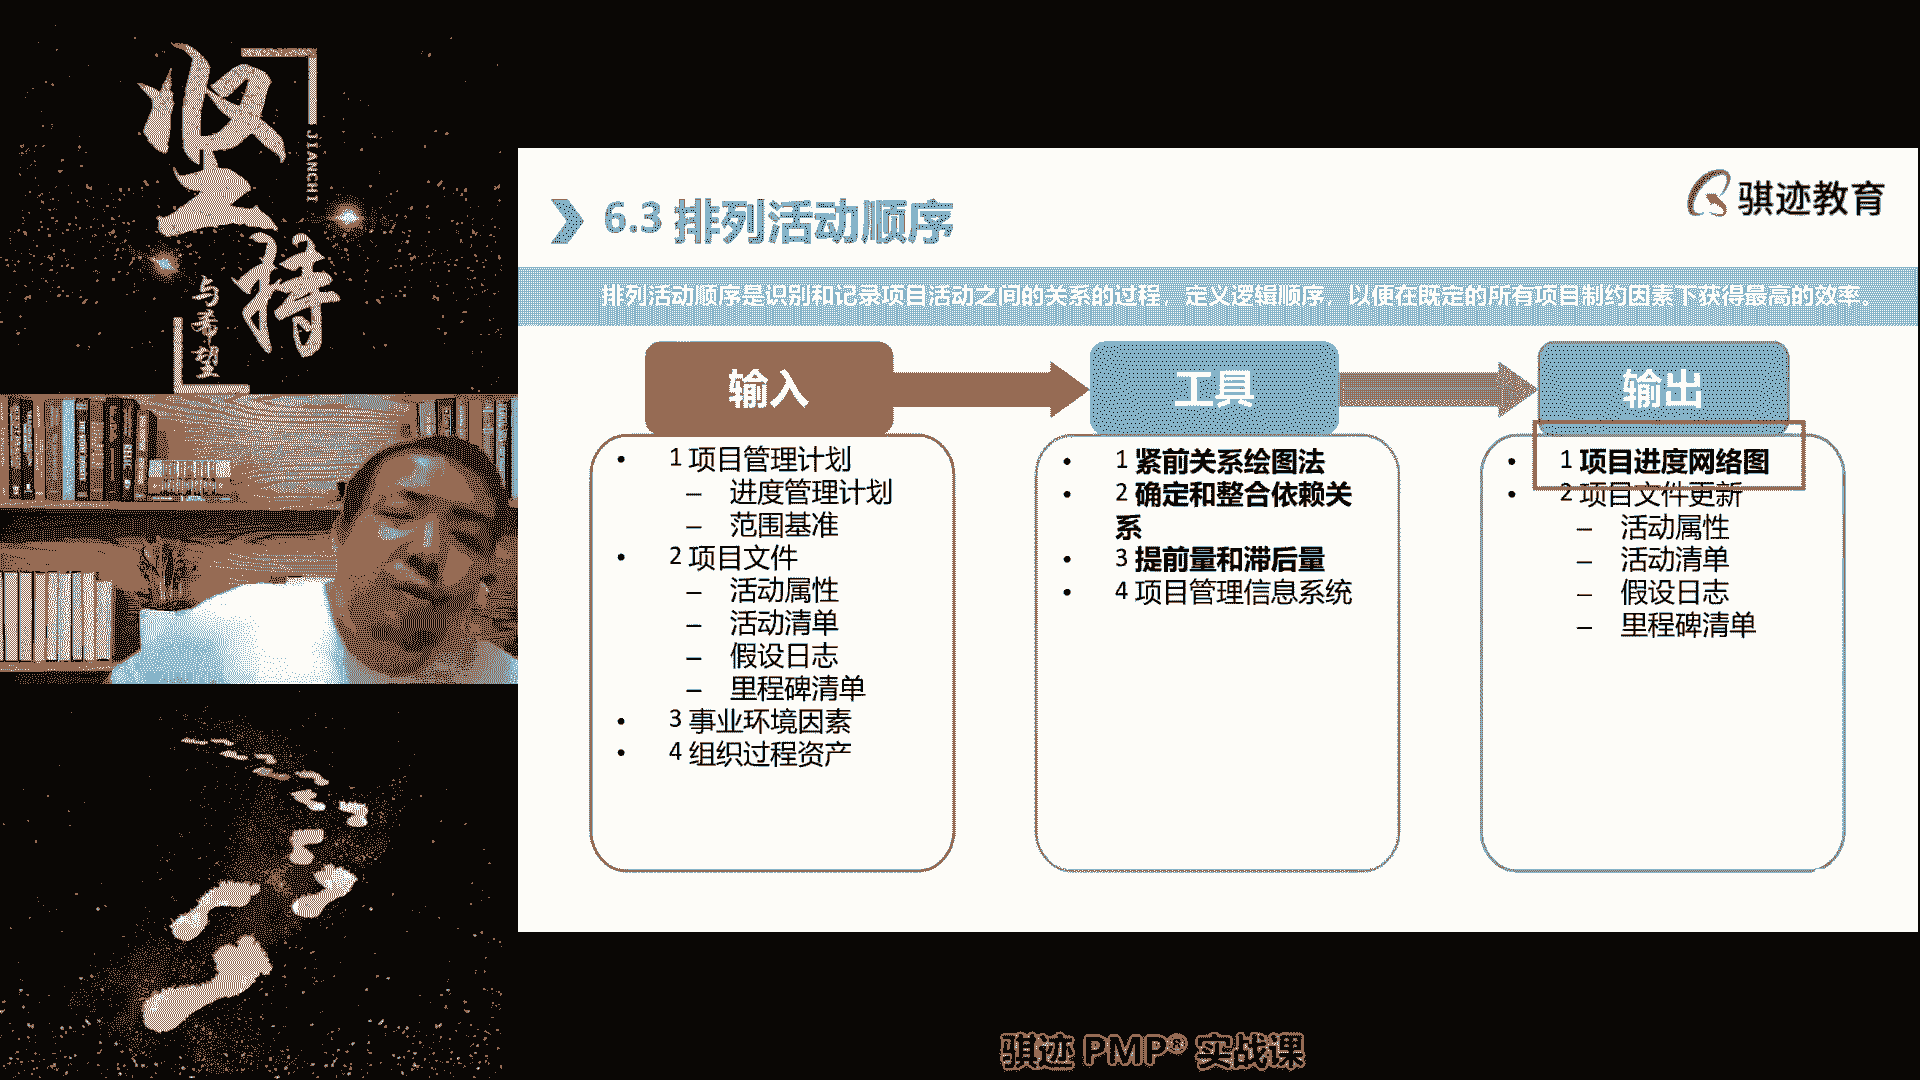 坚持
JIANCHI
与希望
骐迹教育
6.3 排列活动顺序
排列活动顺序是识别和记录项目活动之间的关系的过程，定义逻辑顺序，以便在既定的所有项目制约因素下获得最高的效率。
输入
• 1 项目管理计划
– 进度管理计划
– 范围基准
• 2 项目文件
– 活动属性
– 活动清单
– 假设日志
– 里程碑清单
• 3 事业环境因素
• 4 组织过程资产
工具
• 1 紧前关系绘图法
• 2 确定和整合依赖关
系
• 3 提前量和滞后量
• 4 项目管理信息系统
输出
• 1 项目进度网络图
• 2 项目文件更新
– 活动属性
– 活动清单
– 假设日志
– 里程碑清单
骐迹 PMP® 实战课